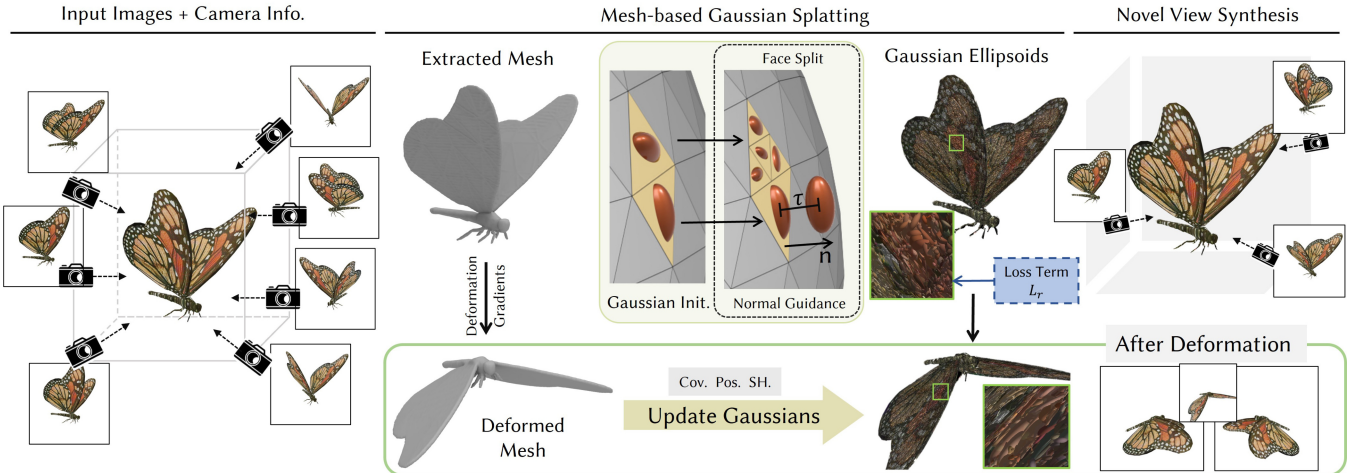 Input Images + Camera Info.
Mesh-based Gaussian Splatting
Novel View Synthesis
Extracted Mesh
Face Split
Gaussian Ellipsoids
τ
n
Gaussian Init.
Normal Guidance
Loss Term
L_r
Deformation
Gradients
After Deformation
Cov. Pos. SH.
Update Gaussians
Deformed
Mesh